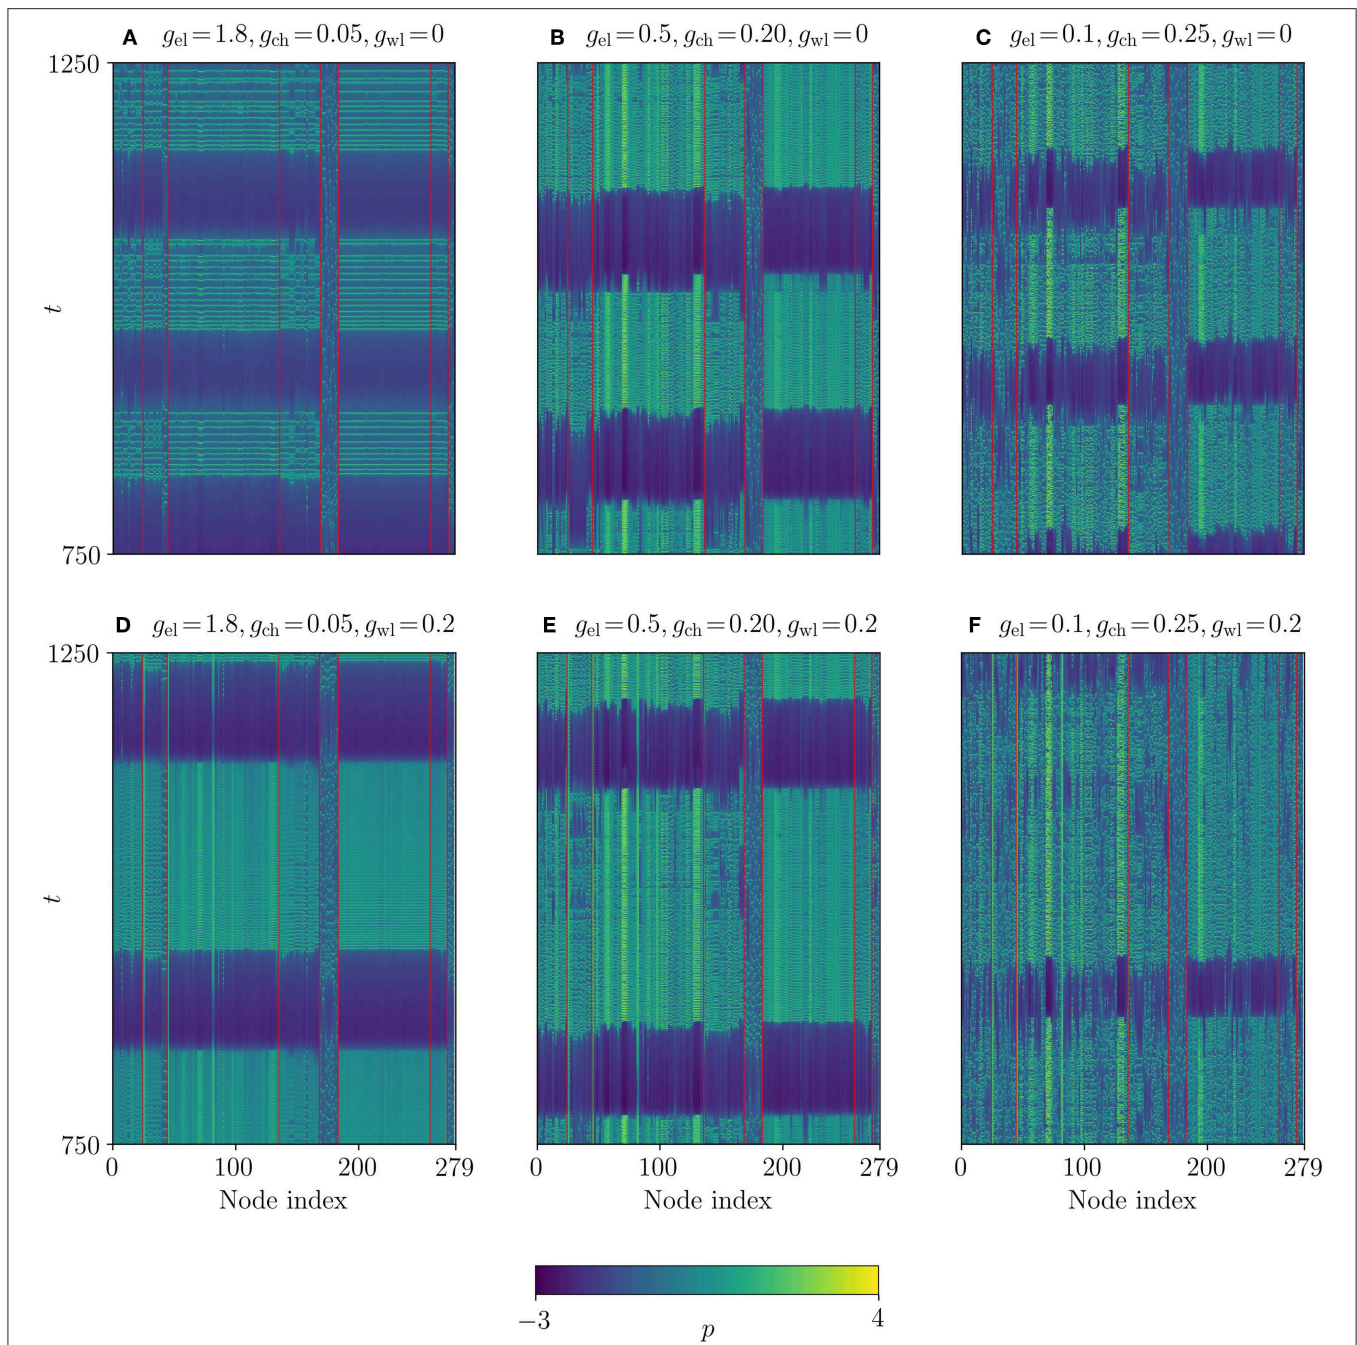 A g_el=1.8, g_ch=0.05, g_wl=0
B g_el=0.5, g_ch=0.20, g_wl=0
C g_el=0.1, g_ch=0.25, g_wl=0
1250
t
750
D g_el=1.8, g_ch=0.05, g_wl=0.2
E g_el=0.5, g_ch=0.20, g_wl=0.2
F g_el=0.1, g_ch=0.25, g_wl=0.2
1250
t
750
0 100 200 279
0 100 200 279
0 100 200 279
Node index
Node index
Node index
−3 4
p